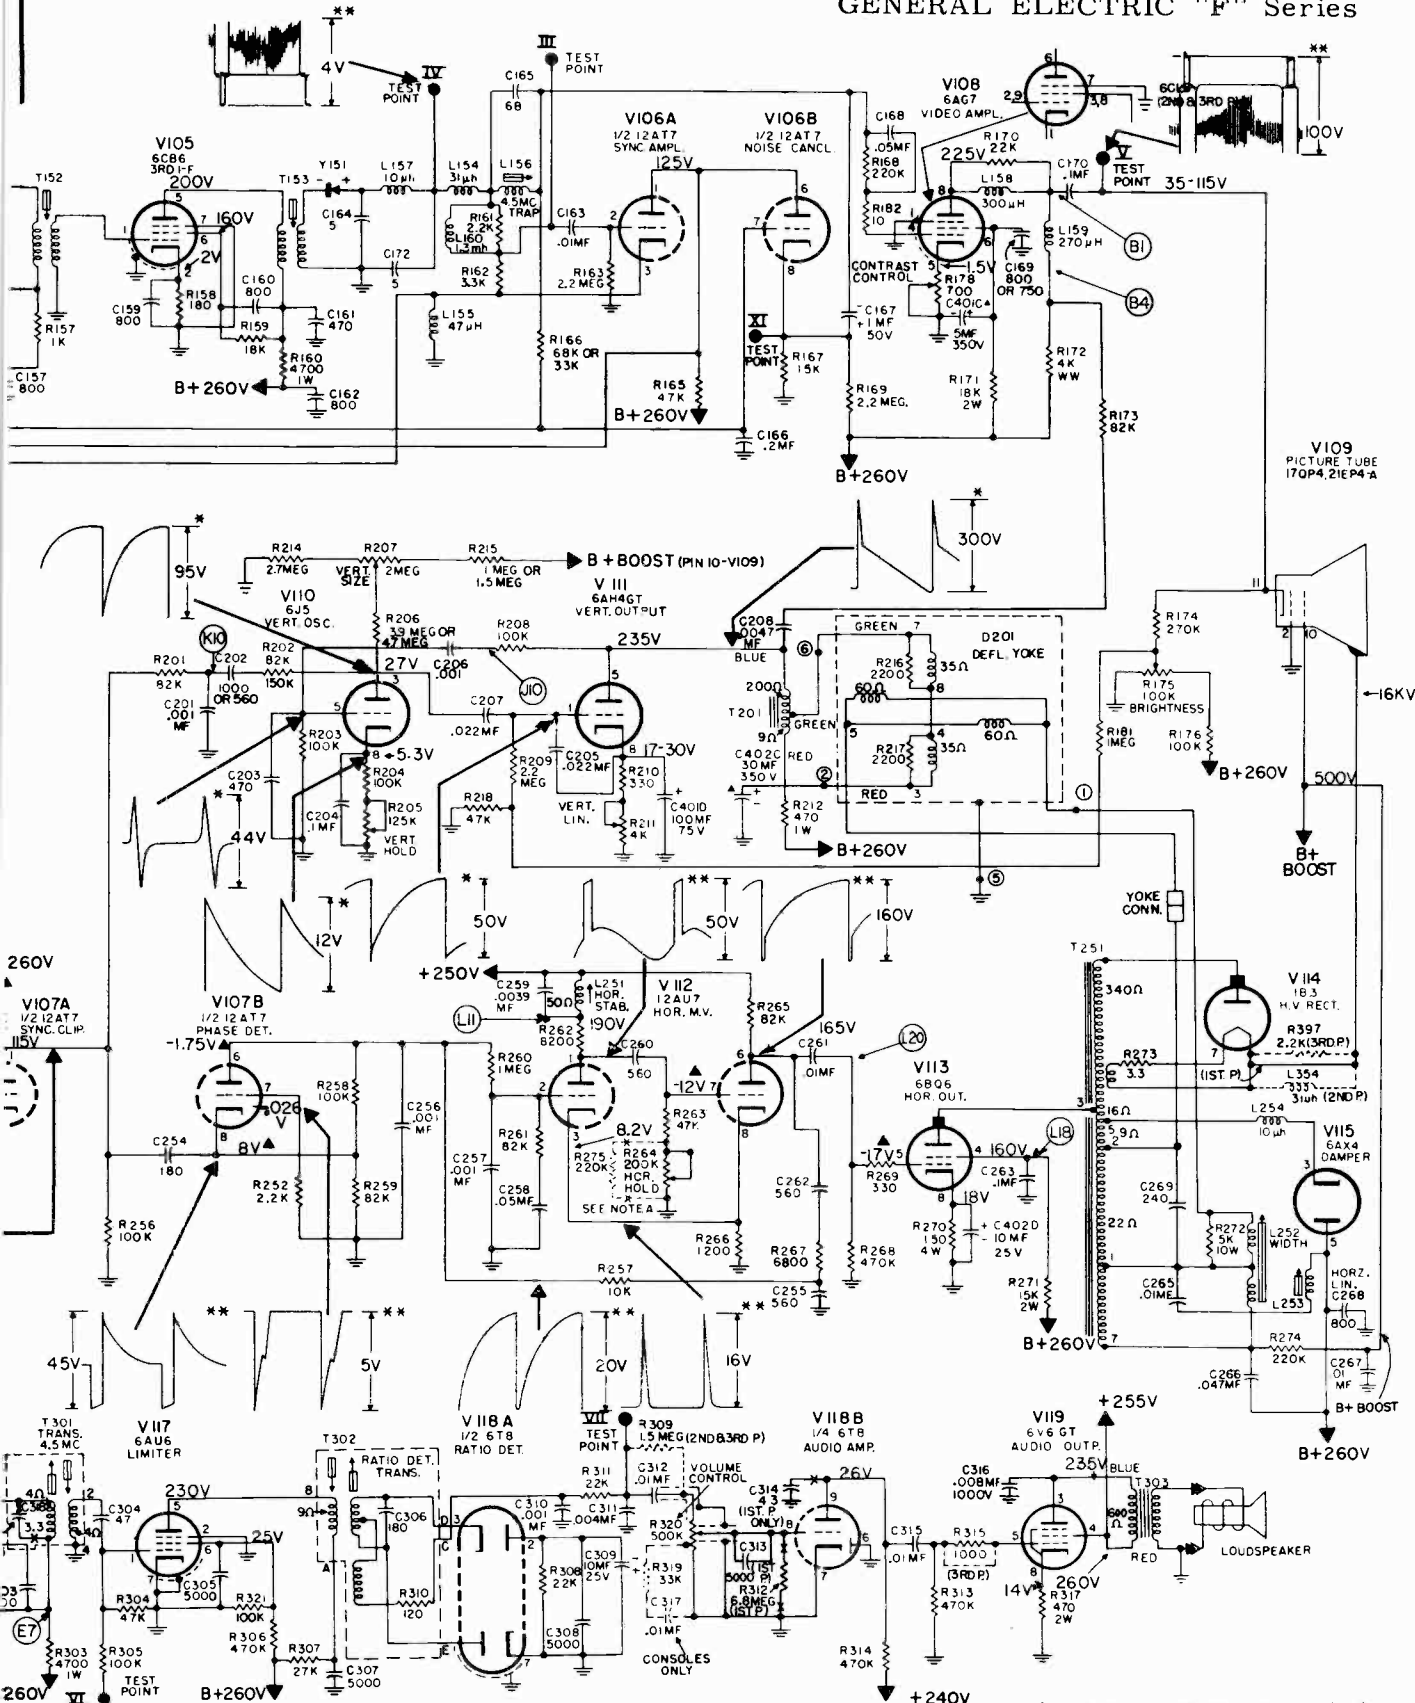 GENERAL ELECTRIC "F" Series
**
4V
IV
TEST
POINT
III
TEST
POINT
C165
68
V105
6CB6
3RD I-F
200V
T152
160V
2V
R158
180
C159
800
C160
800
R159
18K
R157
1K
C157
800
T153
Y151
C164
5
C172
5
C161
470
R160
4700
1W
C162
800
B+260V
L157
10µh
L154
31µh
L156
4.5MC
TRAP
R161
2.2K
L160
1.3mh
R162
3.3K
L155
47µH
C163
.01MF
R163
2.2 MEG
V106A
1/2 12AT7
SYNC AMPL.
125V
R166
68K OR
33K
R165
47K
B+260V
V106B
1/2 12AT7
NOISE CANCL.
XI
TEST
POINT
R167
15K
C166
.2MF
C167
+1MF
50V
R169
2.2 MEG.
B+260V
C168
.05MF
R168
220K
R182
10
V108
6AG7
VIDEO AMPL.
2,9
3,8
225V
R170
22K
L158
300µH
CONTRAST
CONTROL
1.5V
R178
700
C401C
5MF
350V
C169
800
OR 750
R171
18K
2W
R172
4K
WW
L159
270µH
B1
B4
C170
.1MF
V
TEST
POINT
35-115V
**
100V
R173
82K
V109
PICTURE TUBE
17QP4, 21EP4-A
*
95V
R214
2.7MEG
R207
2MEG
VERT.
SIZE
R215
1 MEG OR
1.5 MEG
B+BOOST (PIN 10-V109)
V110
6J5
VERT. OSC.
R206
3.9 MEG OR
4.7 MEG
27V
C206
.001
R208
100K
V111
6AH4GT
VERT. OUTPUT
235V
*
300V
K10
R201
82K
C202
1000
OR 560
R202
82K
150K
C201
.001
MF
R203
100K
C203
470
5.3V
R204
100K
C204
.1MF
R205
125K
VERT
HOLD
J10
C207
.022MF
R209
2.2
MEG
C205
.022MF
17-30V
R210
330
VERT.
LIN.
R211
4K
C401D
100MF
75V
R218
47K
C208
.0047
MF
BLUE
200Ω
T201
GREEN
9Ω
RED
C402C
30MF
350V
R212
470
1W
B+260V
GREEN
D201
DEFL. YOKE
R216
2200
35Ω
60Ω
60Ω
R217
2200
35Ω
RED
R174
270K
R175
100K
BRIGHTNESS
R181
1MEG
R176
100K
B+260V
16KV
500V
B+
BOOST
YOKE
CONN.
*
44V
12V
*
50V
**
50V
**
160V
260V
V107A
1/2 12AT7
SYNC. CLIP.
115V
V107B
1/2 12AT7
PHASE DET.
-1.75V
.026
V
8V
C254
180
R252
2.2K
R258
100K
R259
82K
C256
.001
MF
R256
100K
+250V
C259
.0039
MF
50Ω
L251
HOR.
STAB.
L11
R262
8200
190V
V112
12AU7
HOR. M.V.
R260
1MEG
R261
82K
C257
.001
MF
C258
.05MF
C260
560
-12V
R263
47K
8.2V
R275
220K
R264
200K
HOR.
HOLD
SEE NOTE A
R265
82K
165V
C261
.01MF
L20
R266
1200
C262
560
R267
6800
R268
470K
R257
10K
C255
560
V113
6BQ6
HOR. OUT.
-17V
R269
330
160V
L18
C263
.1MF
18V
R270
150
4W
C402D
10MF
25V
R271
15K
2W
B+260V
T251
340Ω
16Ω
5.9Ω
22Ω
V114
1B3
H.V RECT.
R273
3.3
(1ST. P)
R397
2.2K(3RDP)
L354
31µh (2ND P.)
L254
10µh
V115
6AX4
DAMPER
C269
240
R272
5K
10W
L252
WIDTH
C265
.01MF
L253
HORZ.
LIN.
C268
800
R274
220K
C266
.047MF
C267
.01
MF
B+ BOOST
B+260V
45V
**
5V
20V
**
16V
T301
TRANS.
4.5 MC
V117
6AU6
LIMITER
230V
25V
C304
47
R304
47K
C305
5000
R321
100K
R306
470K
R307
27K
C307
5000
E7
R303
4700
1W
R305
100K
260V
VI
TEST
POINT
B+260V
T302
RATIO DET.
TRANS.
9Ω
C306
180
R310
120
V118A
1/2 6T8
RATIO DET.
C310
.001
MF
R311
22K
C311
.004MF
VII
TEST
POINT
R309
1.5 MEG (2ND & 3RD P)
C312
.01MF
VOLUME
CONTROL
R320
500K
R308
22K
C309
10MF
25V
C308
5000
R319
33K
C317
.01MF
CONSOLES
ONLY
R312
6.8MEG
(1ST P)
V118B
1/4 6T8
AUDIO AMP.
26V
C315
.01MF
R315
1000
(3RD P.)
R313
470K
R314
470K
+240V
V119
6V6 GT
AUDIO OUTP.
235V
C316
.008MF
1000V
14V
R317
470
2W
260V
+255V
BLUE
T303
600
Ω
RED
LOUDSPEAKER